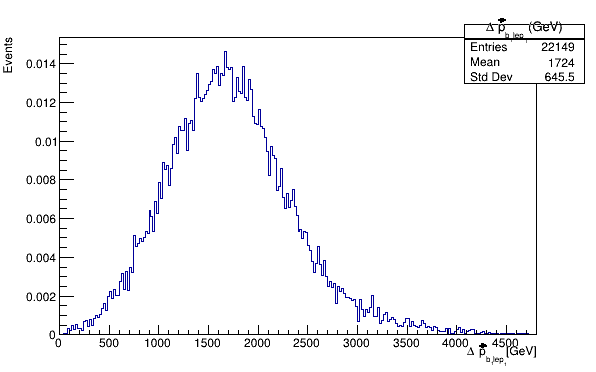 Δ p⃗ b,lep₁ (GeV)
Entries 22149
Mean 1724
Std Dev 645.5
Events
0.014
0.012
0.01
0.008
0.006
0.004
0.002
0
0 500 1000 1500 2000 2500 3000 3500 4000 4500
Δ p⃗ b,lep₁ [GeV]